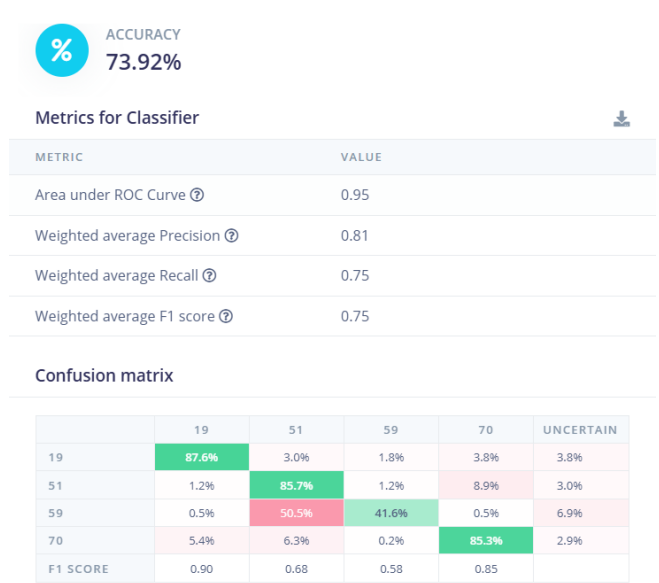 %
ACCURACY
73.92%
Metrics for Classifier
METRIC VALUE
Area under ROC Curve ? 0.95
Weighted average Precision ? 0.81
Weighted average Recall ? 0.75
Weighted average F1 score ? 0.75
Confusion matrix
19 51 59 70 UNCERTAIN
19 87.6% 3.0% 1.8% 3.8% 3.8%
51 1.2% 85.7% 1.2% 8.9% 3.0%
59 0.5% 50.5% 41.6% 0.5% 6.9%
70 5.4% 6.3% 0.2% 85.3% 2.9%
F1 SCORE 0.90 0.68 0.58 0.85